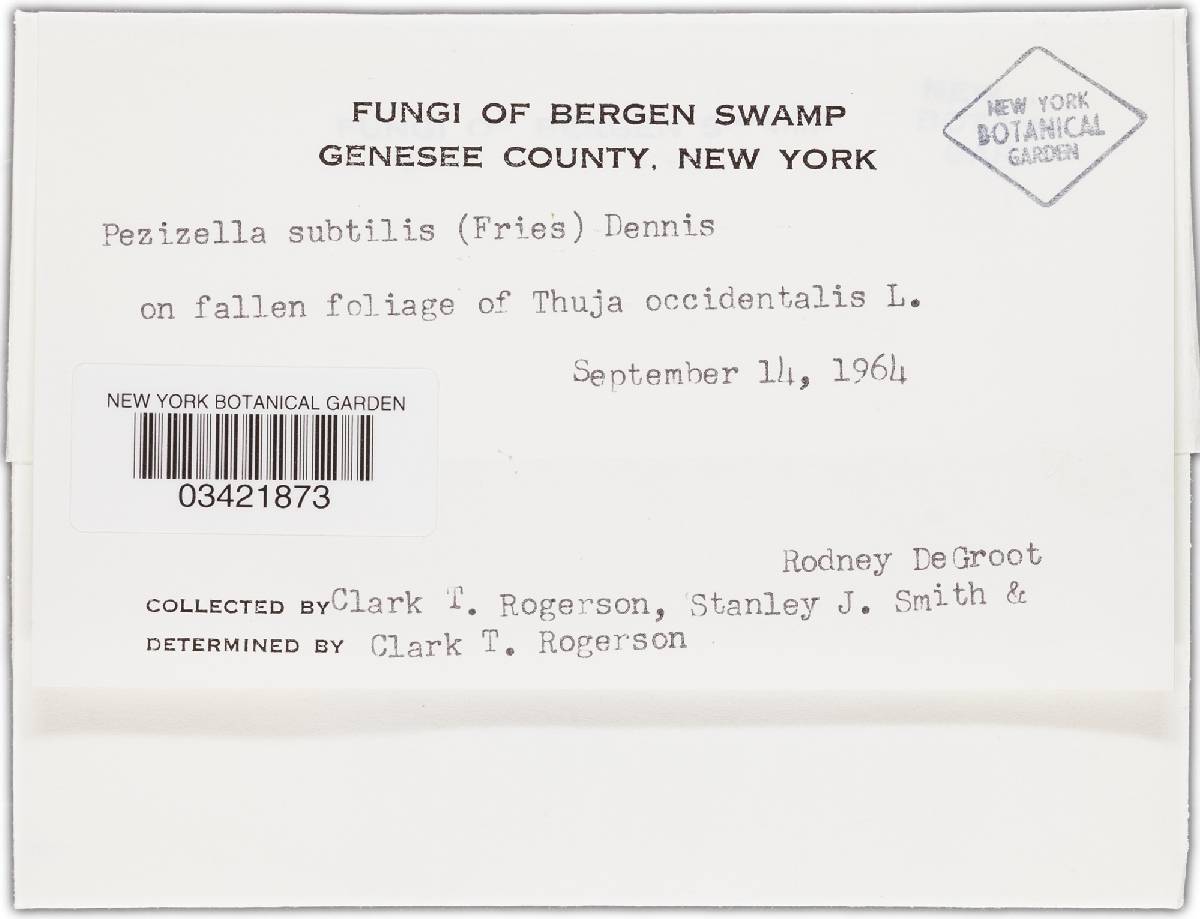 FUNGI OF BERGEN SWAMP
GENESEE COUNTY, NEW YORK
NEW YORK
BOTANICAL
GARDEN
Pezizella subtilis (Fries) Dennis
on fallen foliage of Thuja occidentalis L.
September 14, 1964
NEW YORK BOTANICAL GARDEN
03421873
Rodney DeGroot
COLLECTED BY Clark T. Rogerson, Stanley J. Smith &
DETERMINED BY Clark T. Rogerson